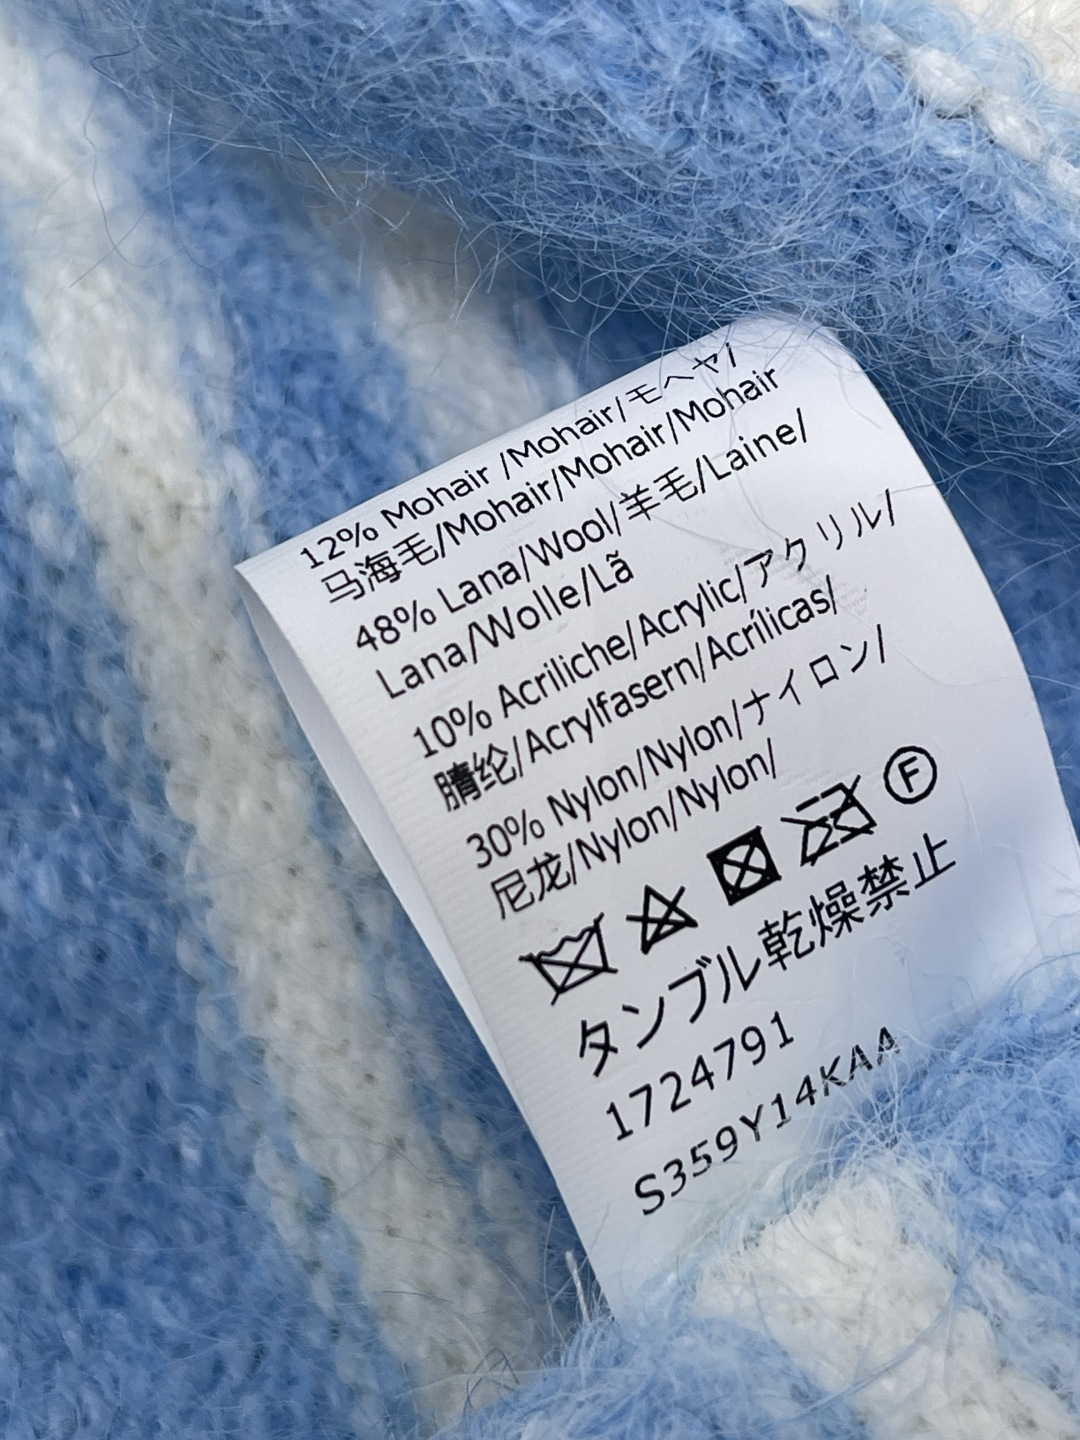 12% Mohair /Mohair/モヘヤ/
马海毛/Mohair/Mohair/Mohair
48% Lana/Wool/羊毛/Laine/
Lana/Wolle/Lã
10% Acriliche/Acrylic/アクリル/
腈纶/Acrylfasern/Acrílicas/
30% Nylon/Nylon/ナイロン/
尼龙/Nylon/Nylon/
F
タンブル乾燥禁止
1724791
S359Y14KAA